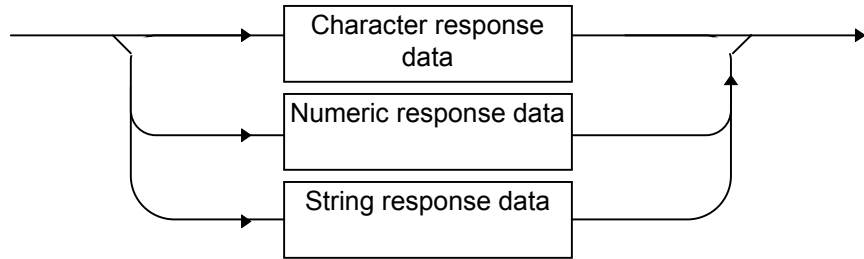 Character response
data
Numeric response data
String response data